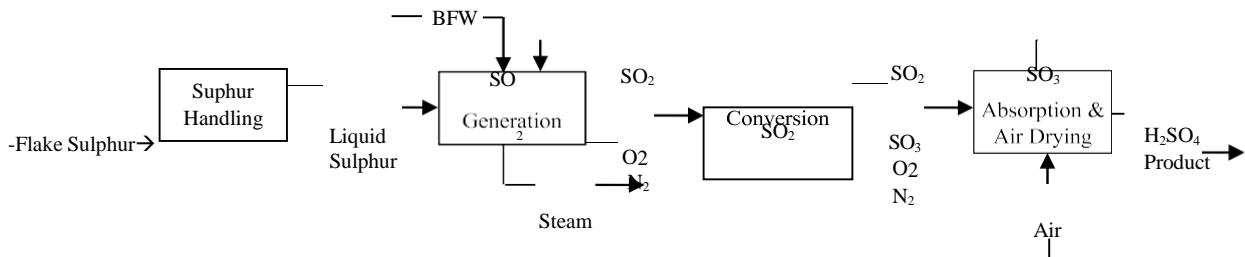 BFW
-Flake Sulphur→
Suphur
Handling
Liquid
Sulphur
SO
Generation
2
Steam
SO₂
O2
N₂
Conversion
SO₂
SO₂
SO₃
O2
N₂
SO₃
Absorption &
Air Drying
Air
H₂SO₄
Product